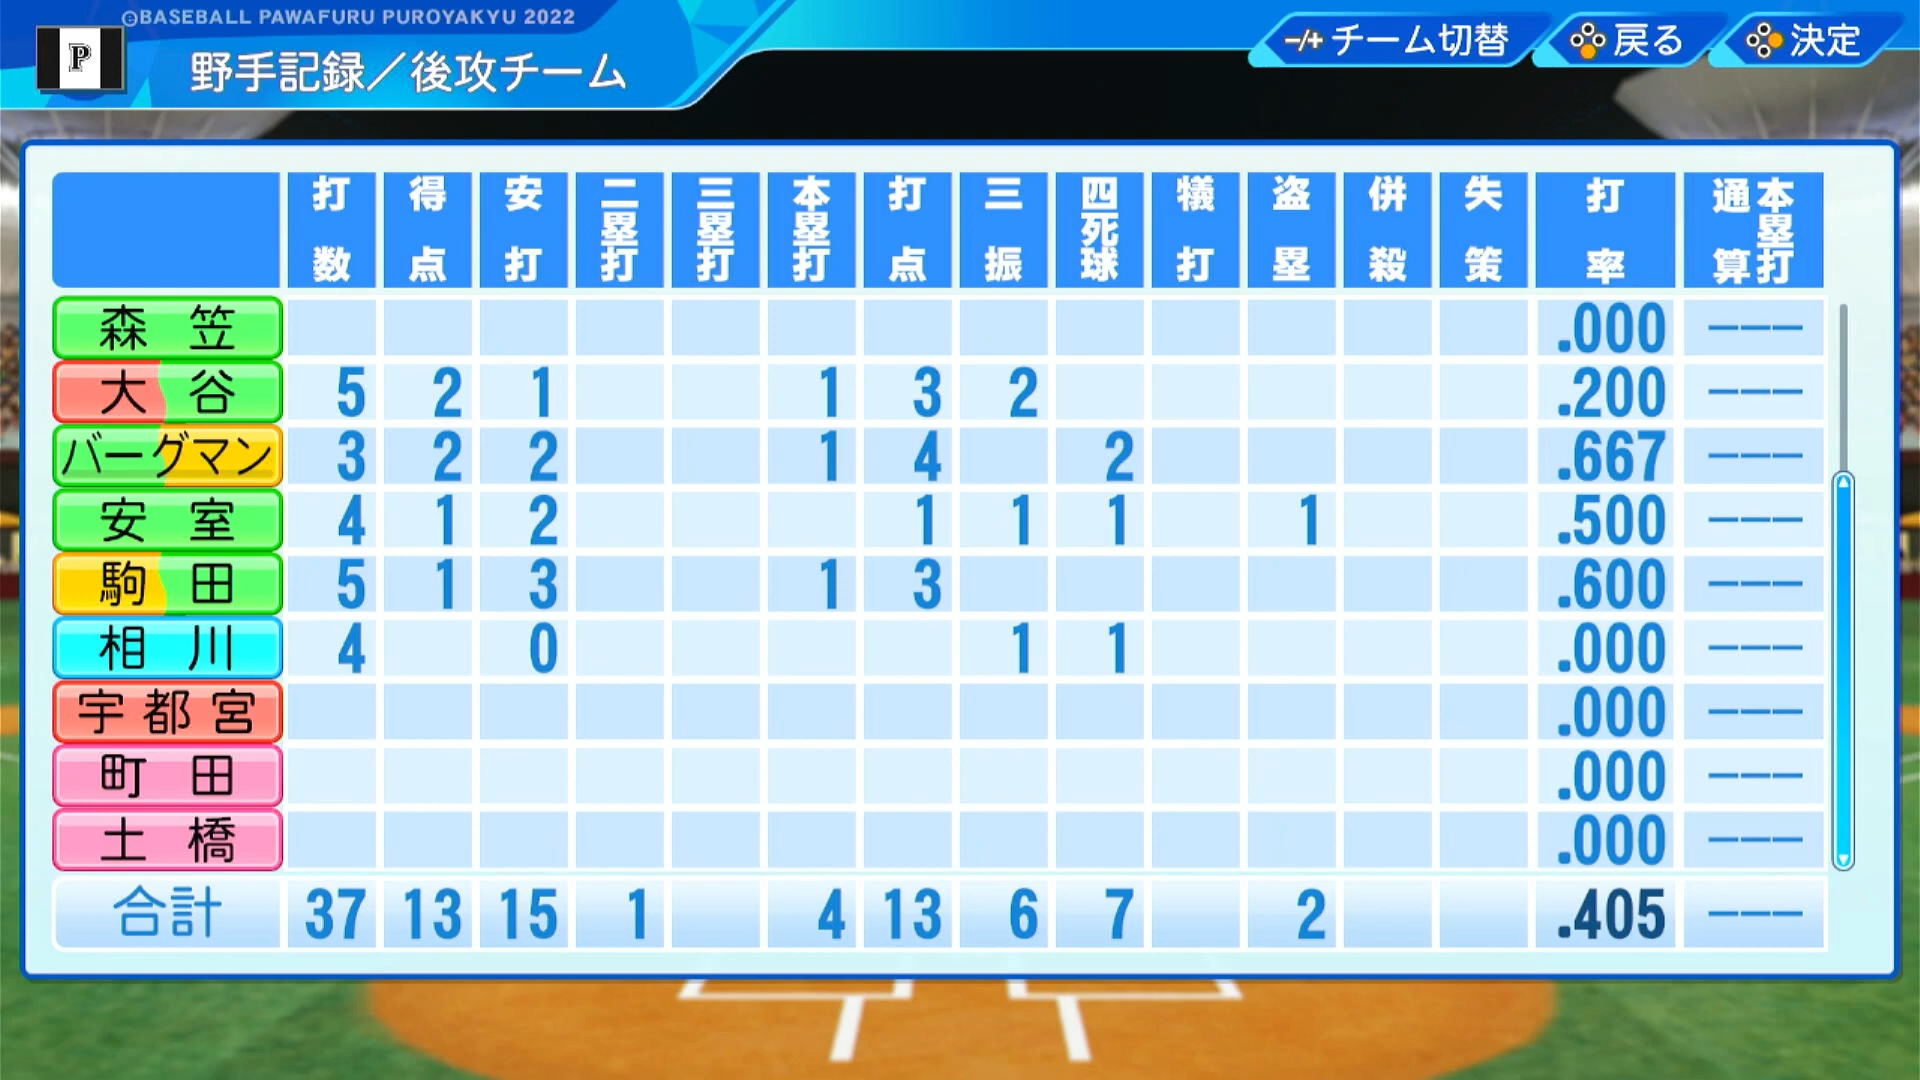 ©BASEBALL PAWAFURU PUROYAKYU 2022
P 野手記録／後攻チーム
-/+ チーム切替 戻る 決定
打数 得点 安打 二塁打 三塁打 本塁打 打点 三振 四死球 犠打 盗塁 併殺 失策 打率 通算本塁打
森笠 .000 ---
大谷 5 2 1 1 3 2 .200 ---
バーグマン 3 2 2 1 4 2 .667 ---
安室 4 1 2 1 1 1 1 .500 ---
駒田 5 1 3 1 3 .600 ---
相川 4 0 1 1 .000 ---
宇都宮 .000 ---
町田 .000 ---
土橋 .000 ---
合計 37 13 15 1 4 13 6 7 2 .405 ---